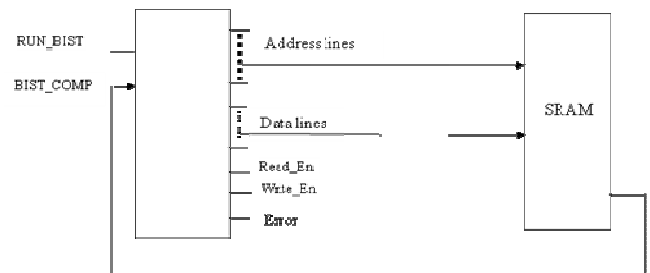 RUN_BIST
BIST_COMP
Address lines
Data lines
Read_En
Write_En
Error
SRAM